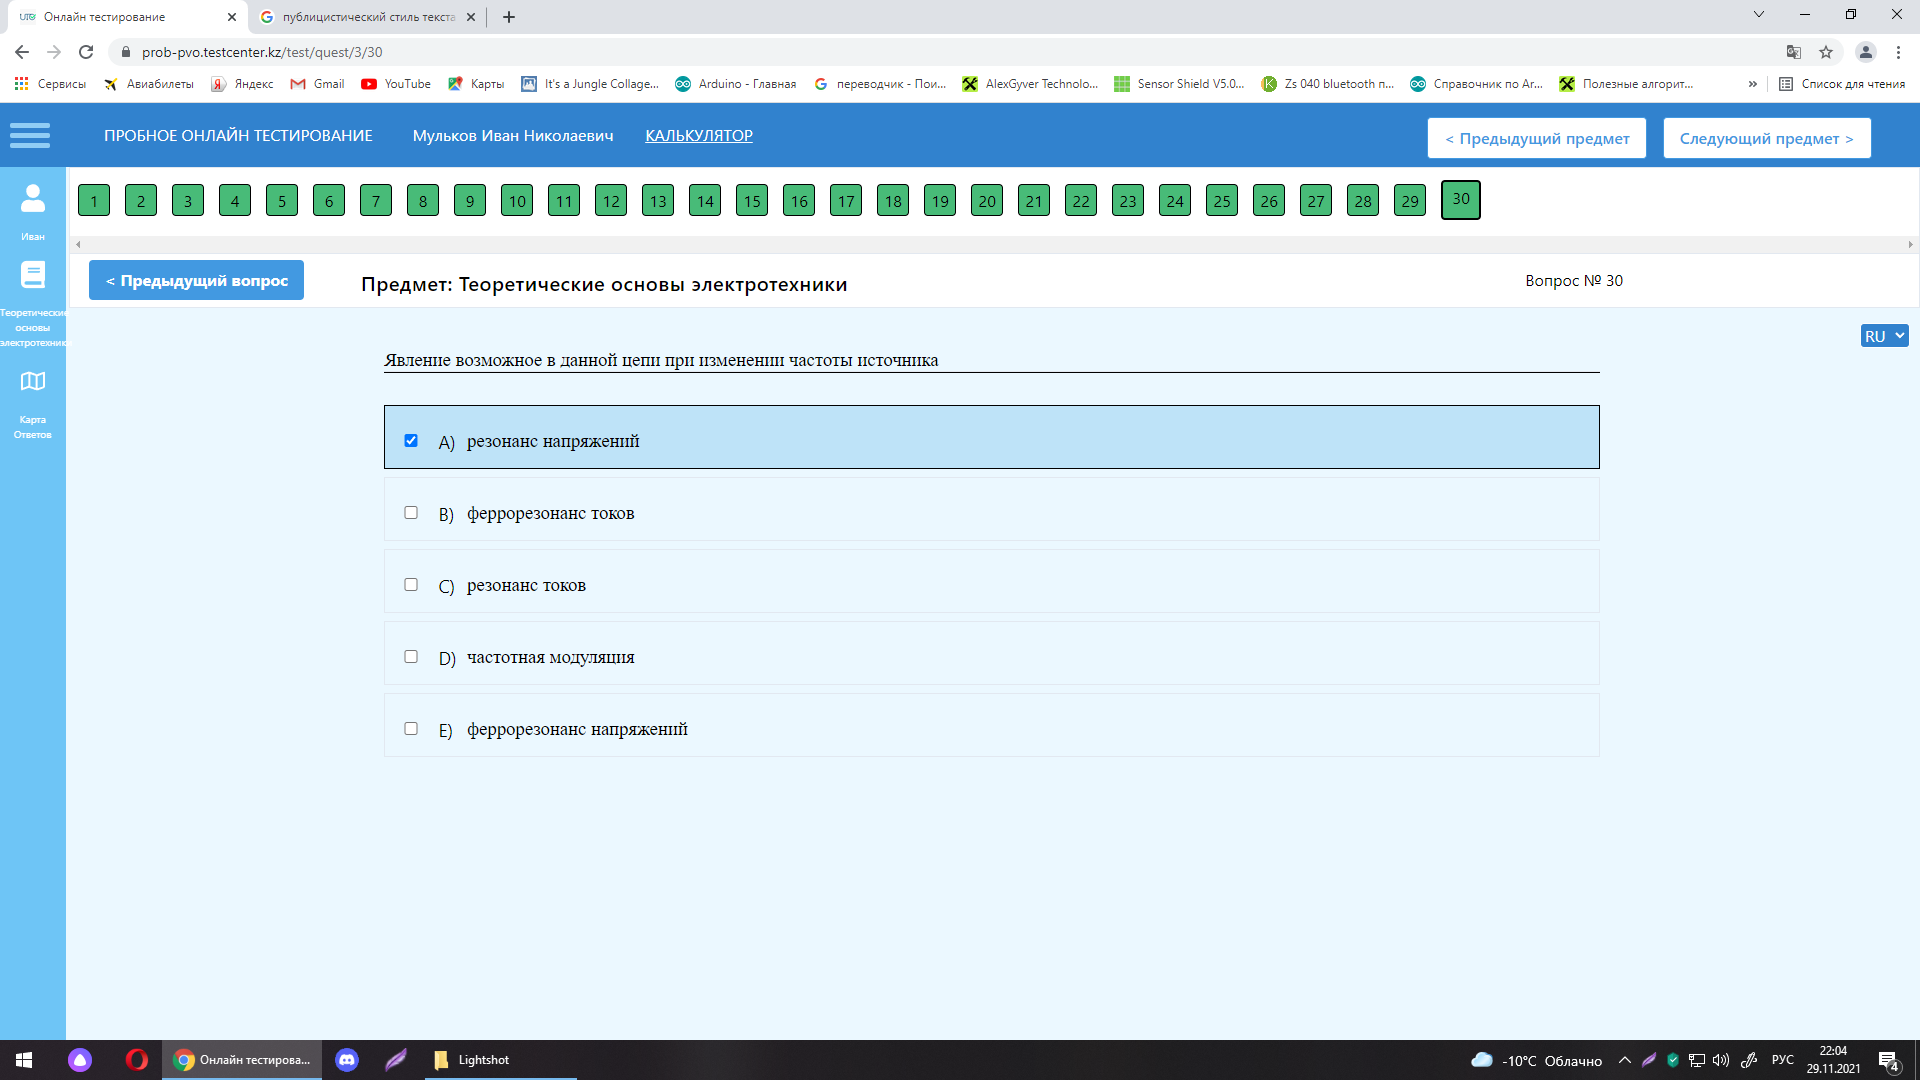 Онлайн тестирование
публицистический стиль текста
prob-pvo.testcenter.kz/test/quest/3/30
Сервисы Авиабилеты Яндекс Gmail YouTube Карты It's a Jungle Collage... Arduino - Главная переводчик - Пои... AlexGyver Technolo... Sensor Shield V5.0... Zs 040 bluetooth п... Справочник по Ar... Полезные алгорит... » Список для чтения
ПРОБНОЕ ОНЛАЙН ТЕСТИРОВАНИЕ Мульков Иван Николаевич КАЛЬКУЛЯТОР < Предыдущий предмет Следующий предмет >
1 2 3 4 5 6 7 8 9 10 11 12 13 14 15 16 17 18 19 20 21 22 23 24 25 26 27 28 29 30
Иван
< Предыдущий вопрос Предмет: Теоретические основы электротехники Вопрос № 30
Теоретически
основы
электротехник
Карта
Ответов
RU
Явление возможное в данной цепи при изменении частоты источника
A) резонанс напряжений
B) феррорезонанс токов
C) резонанс токов
D) частотная модуляция
E) феррорезонанс напряжений
Онлайн тестирова... Lightshot -10°C Облачно РУС 22:04
29.11.2021 4